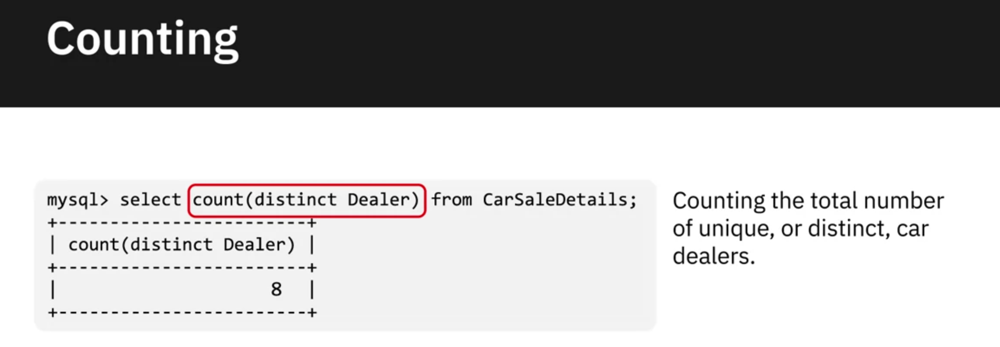 Counting
mysql> select count(distinct Dealer) from CarSaleDetails;
+------------------------+
| count(distinct Dealer) |
+------------------------+
| 8 |
+------------------------+
Counting the total number
of unique, or distinct, car
dealers.